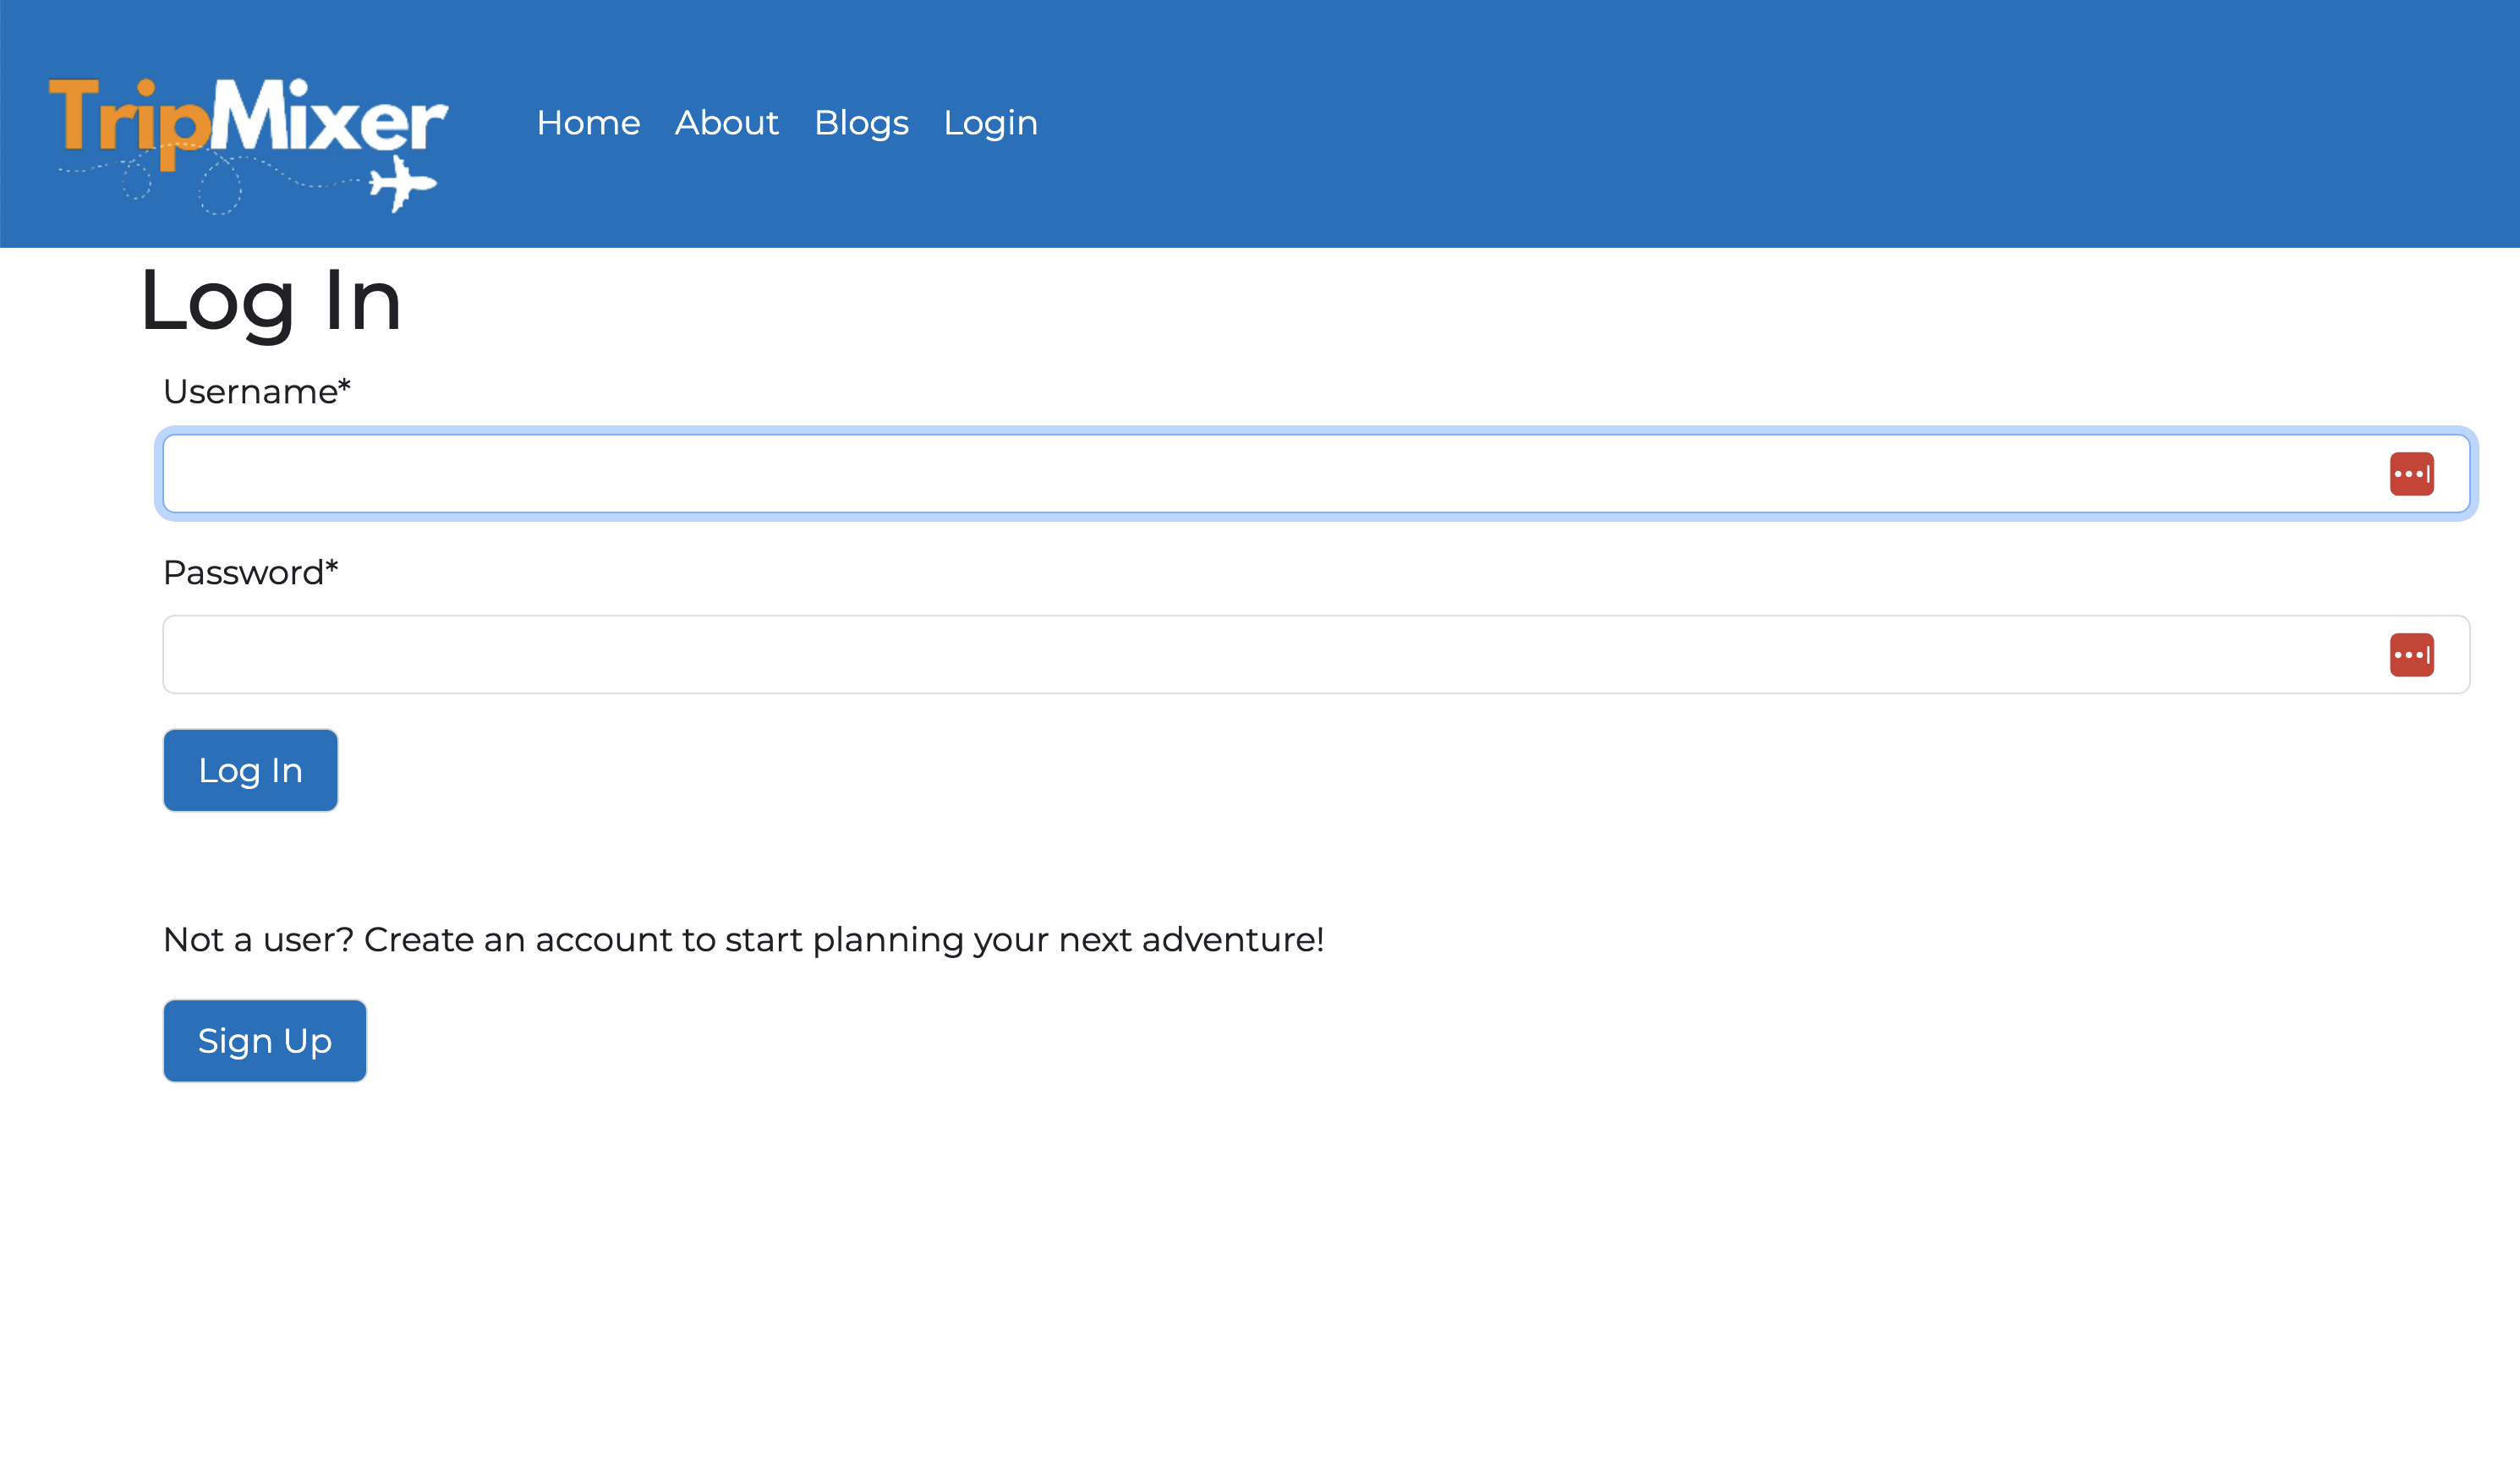 TripMixer
Home About Blogs Login
Log In
Username*
Password*
Log In
Not a user? Create an account to start planning your next adventure!
Sign Up